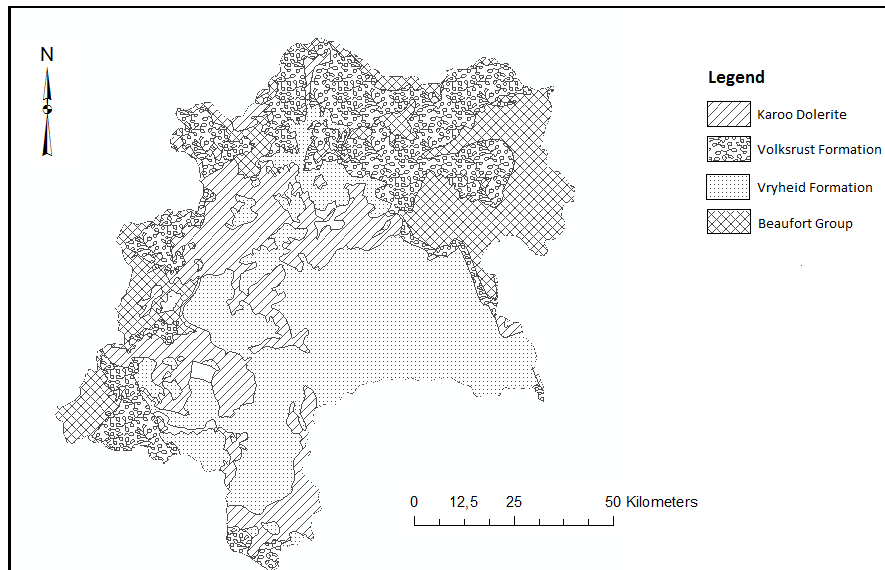 N
Legend
Karoo Dolerite
Volksrust Formation
Vryheid Formation
Beaufort Group
0 12,5 25 50 Kilometers